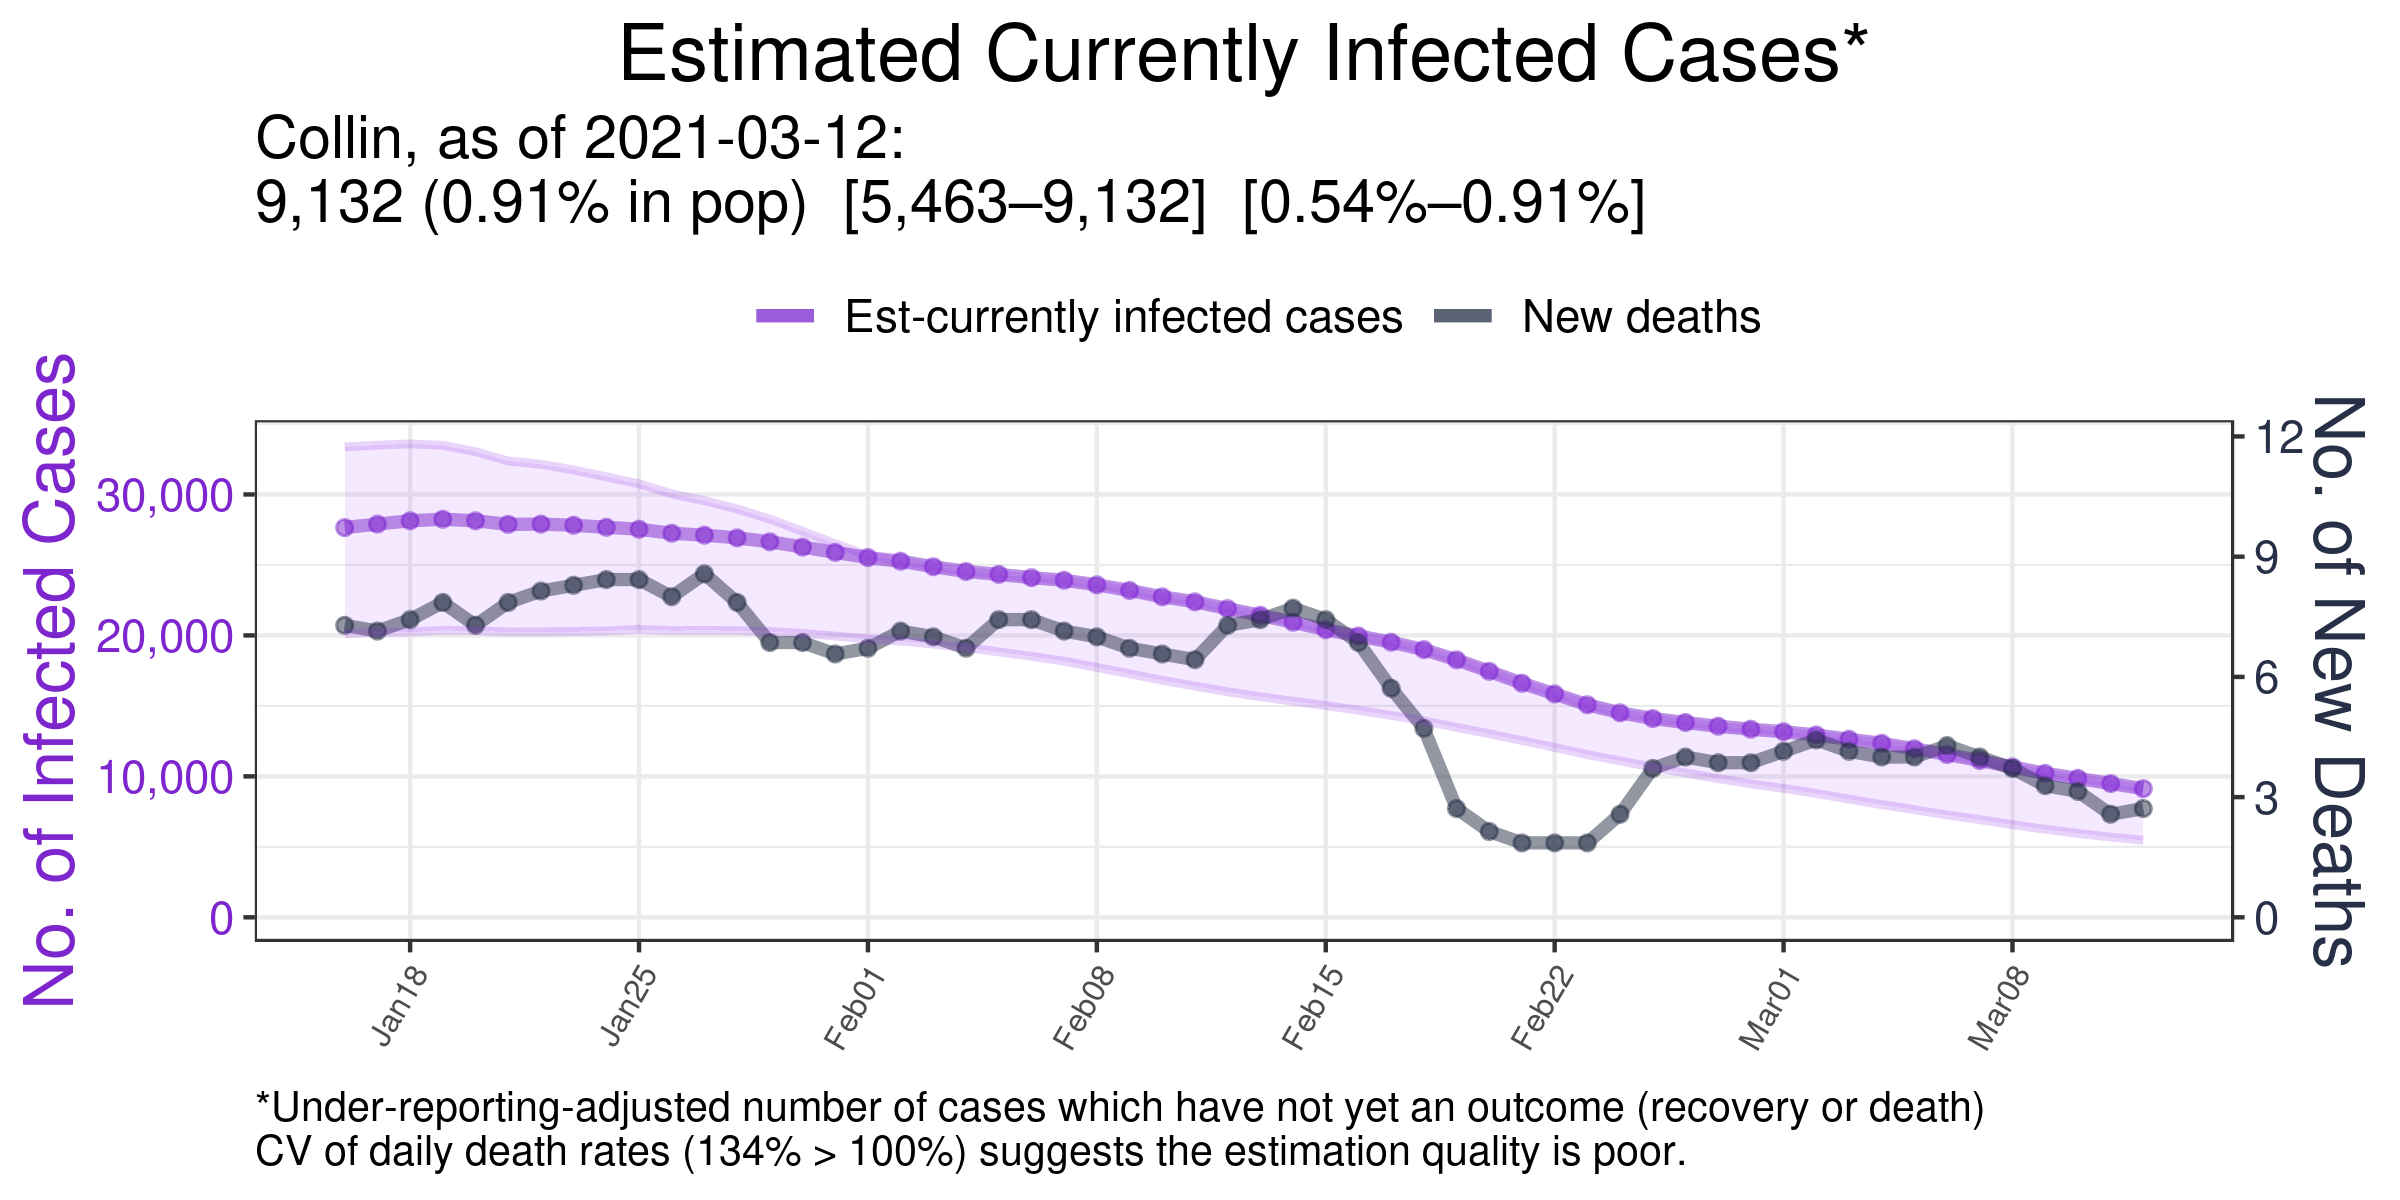 Estimated Currently Infected Cases*
Collin, as of 2021-03-12:
9,132 (0.91% in pop)  [5,463–9,132]  [0.54%–0.91%]
Est-currently infected cases
New deaths
No. of Infected Cases
30,000
20,000
10,000
0
12
9
6
3
0
No. of New Deaths
Jan18
Jan25
Feb01
Feb08
Feb15
Feb22
Mar01
Mar08
*Under-reporting-adjusted number of cases which have not yet an outcome (recovery or death)
CV of daily death rates (134% > 100%) suggests the estimation quality is poor.